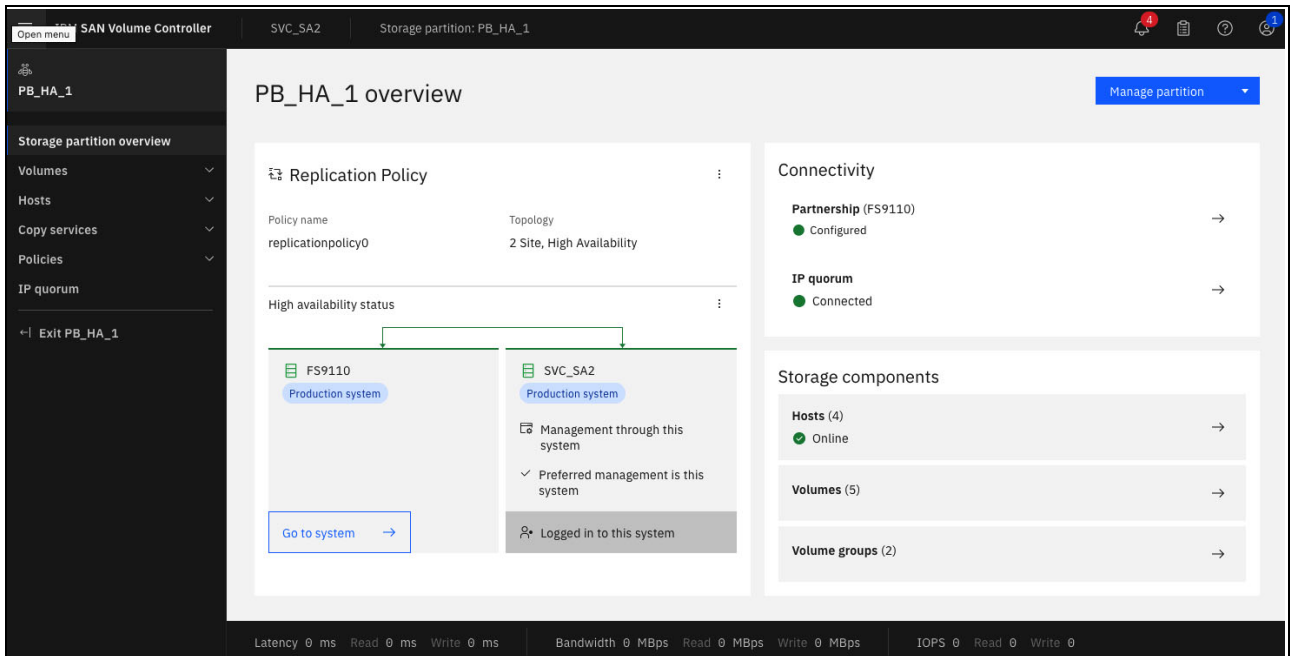 Open menu
SAN Volume Controller
SVC_SA2
Storage partition: PB_HA_1
4
1
PB_HA_1
Storage partition overview
Volumes
Hosts
Copy services
Policies
IP quorum
Exit PB_HA_1
PB_HA_1 overview
Manage partition
Replication Policy
Policy name
replicationpolicy0
Topology
2 Site, High Availability
High availability status
FS9110
Production system
Go to system
SVC_SA2
Production system
Management through this
system
Preferred management is this
system
Logged in to this system
Connectivity
Partnership (FS9110)
Configured
IP quorum
Connected
Storage components
Hosts (4)
Online
Volumes (5)
Volume groups (2)
Latency 0 ms Read 0 ms Write 0 ms
Bandwidth 0 MBps Read 0 MBps Write 0 MBps
IOPS 0 Read 0 Write 0